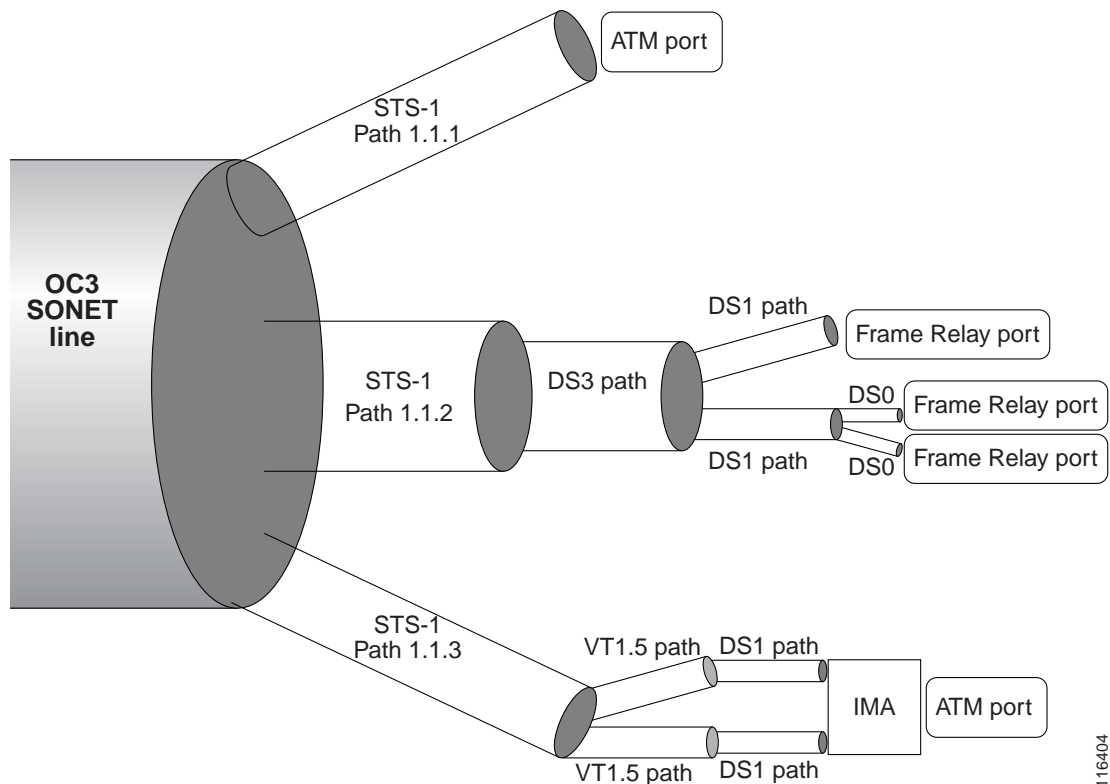 ATM port
STS-1
Path 1.1.1
OC3
SONET
line
DS1 path
Frame Relay port
STS-1
Path 1.1.2
DS3 path
DS0
Frame Relay port
DS1 path
DS0
Frame Relay port
STS-1
Path 1.1.3
VT1.5 path
DS1 path
IMA
ATM port
VT1.5 path
DS1 path
116404